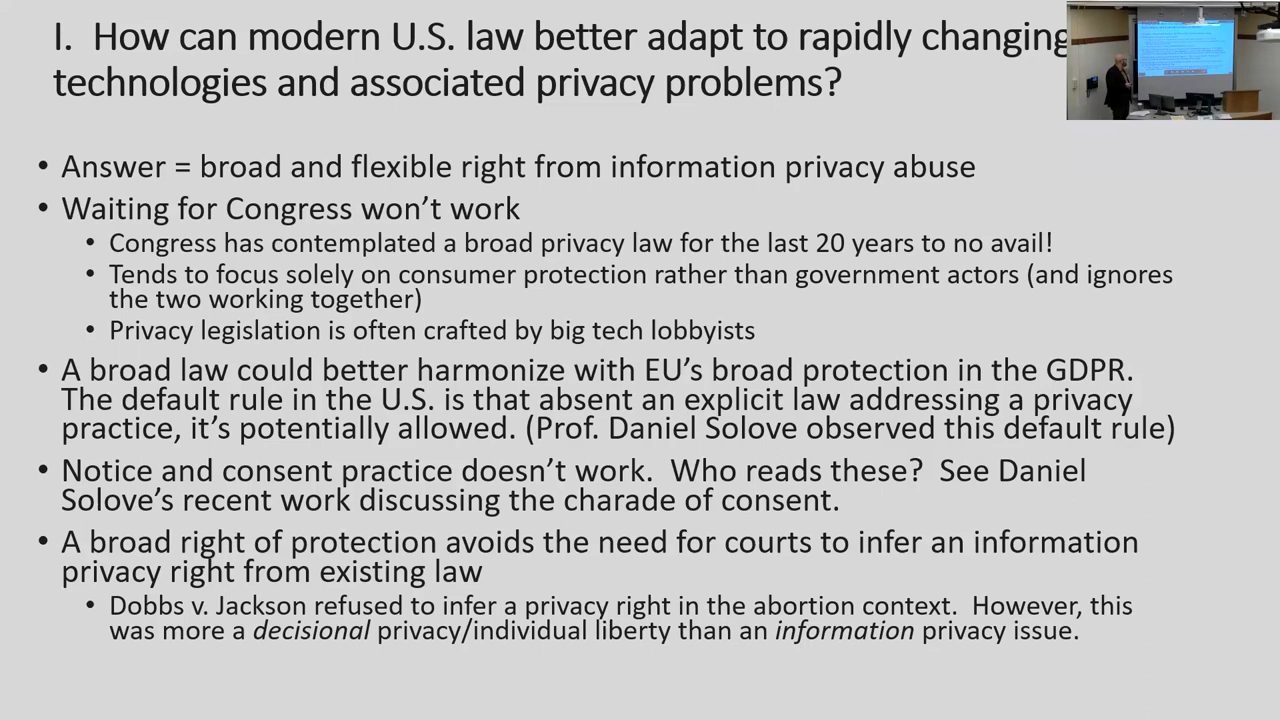 I. How can modern U.S. law better adapt to rapidly changing
technologies and associated privacy problems?
• Answer = broad and flexible right from information privacy abuse
• Waiting for Congress won’t work
• Congress has contemplated a broad privacy law for the last 20 years to no avail!
• Tends to focus solely on consumer protection rather than government actors (and ignores
the two working together)
• Privacy legislation is often crafted by big tech lobbyists
• A broad law could better harmonize with EU’s broad protection in the GDPR.
The default rule in the U.S. is that absent an explicit law addressing a privacy
practice, it’s potentially allowed. (Prof. Daniel Solove observed this default rule)
• Notice and consent practice doesn’t work. Who reads these? See Daniel
Solove’s recent work discussing the charade of consent.
• A broad right of protection avoids the need for courts to infer an information
privacy right from existing law
• Dobbs v. Jackson refused to infer a privacy right in the abortion context. However, this
was more a decisional privacy/individual liberty than an information privacy issue.